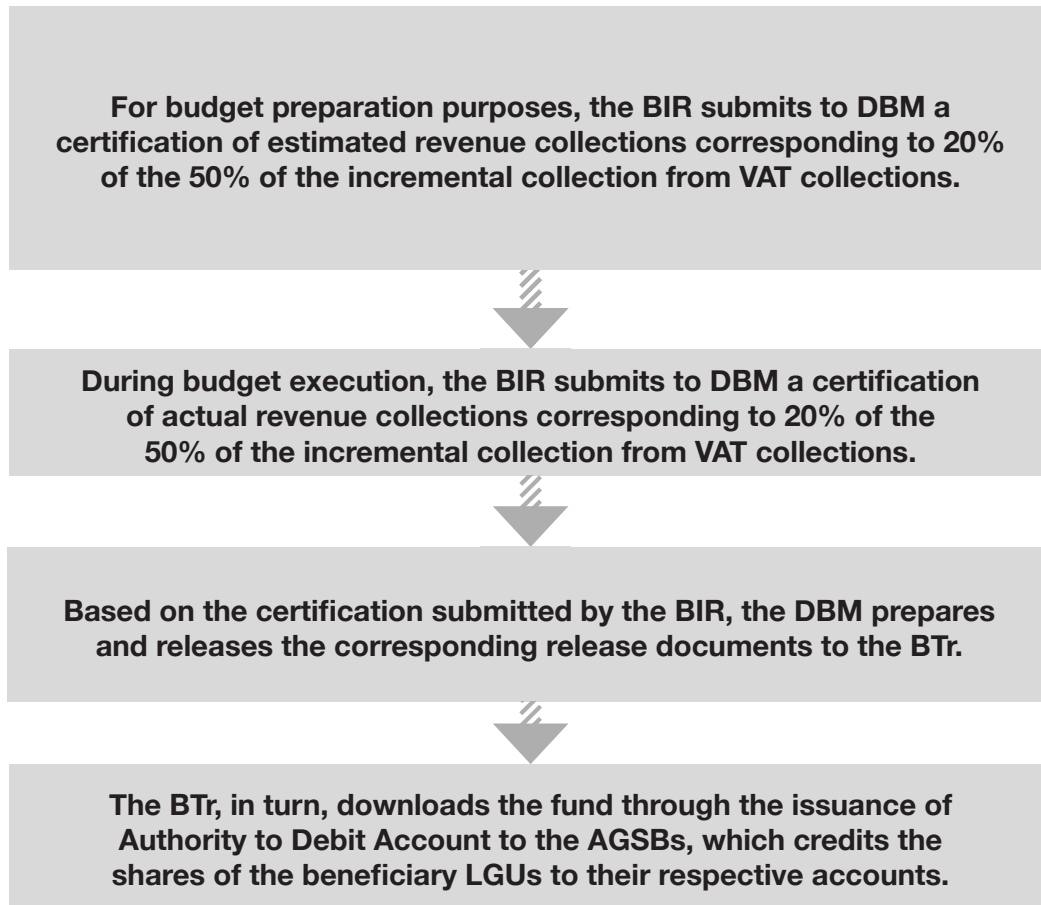 For budget preparation purposes, the BIR submits to DBM a
certification of estimated revenue collections corresponding to 20%
of the 50% of the incremental collection from VAT collections.
During budget execution, the BIR submits to DBM a certification
of actual revenue collections corresponding to 20% of the
50% of the incremental collection from VAT collections.
Based on the certification submitted by the BIR, the DBM prepares
and releases the corresponding release documents to the BTr.
The BTr, in turn, downloads the fund through the issuance of
Authority to Debit Account to the AGSBs, which credits the
shares of the beneficiary LGUs to their respective accounts.